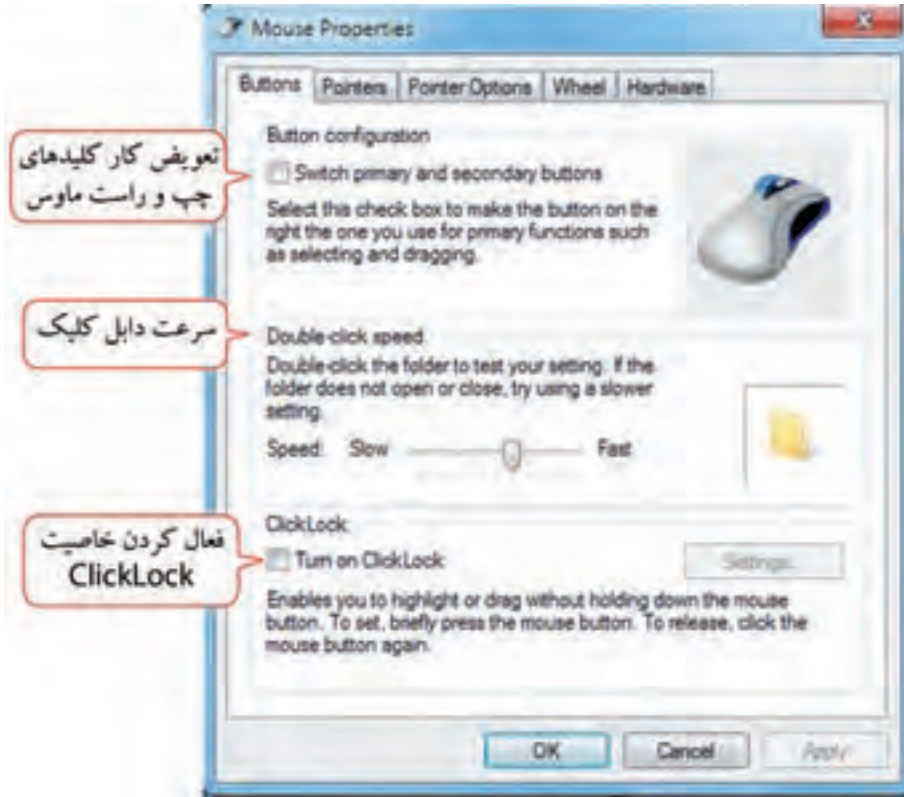 Mouse Properties
Buttons Pointers Pointer Options Wheel Hardware
Button configuration
تعویض کار کلیدهای
چپ و راست ماوس
Switch primary and secondary buttons
Select this check box to make the button on the
right the one you use for primary functions such
as selecting and dragging.
سرعت دابل کلیک
Double-click speed
Double-click the folder to test your setting. If the
folder does not open or close, try using a slower
setting.
Speed: Slow Fast
فعال کردن خاصیت
ClickLock
ClickLock
Turn on ClickLock
Settings...
Enables you to highlight or drag without holding down the mouse
button. To set, briefly press the mouse button. To release, click the
mouse button again.
OK Cancel Apply